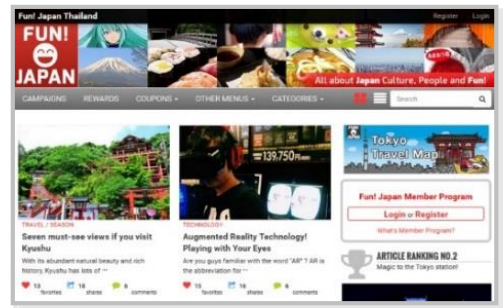 Fun! Japan Thailand
Register Login
FUN!
JAPAN
All about Japan Culture, People and Fun!
CAMPAIGNS REWARDS COUPONS OTHER MENUS CATEGORIES Search
139,750
Tokyo
Travel Map
TRAVEL / SEASON
Seven must-see views if you visit
Kyushu
With its abundant natural beauty and rich
history, Kyushu has lots of ···
13 favorites 16 shares 6 comments
TECHNOLOGY
Augmented Reality Technology!
Playing with Your Eyes
Are you guys familiar with the word "AR" ? AR is
the abbreviation for ···
13 favorites 18 shares 6 comments
Fun! Japan Member Program
Login or Register
What's Member Program?
ARTICLE RANKING NO.2
Magic to the Tokyo station!